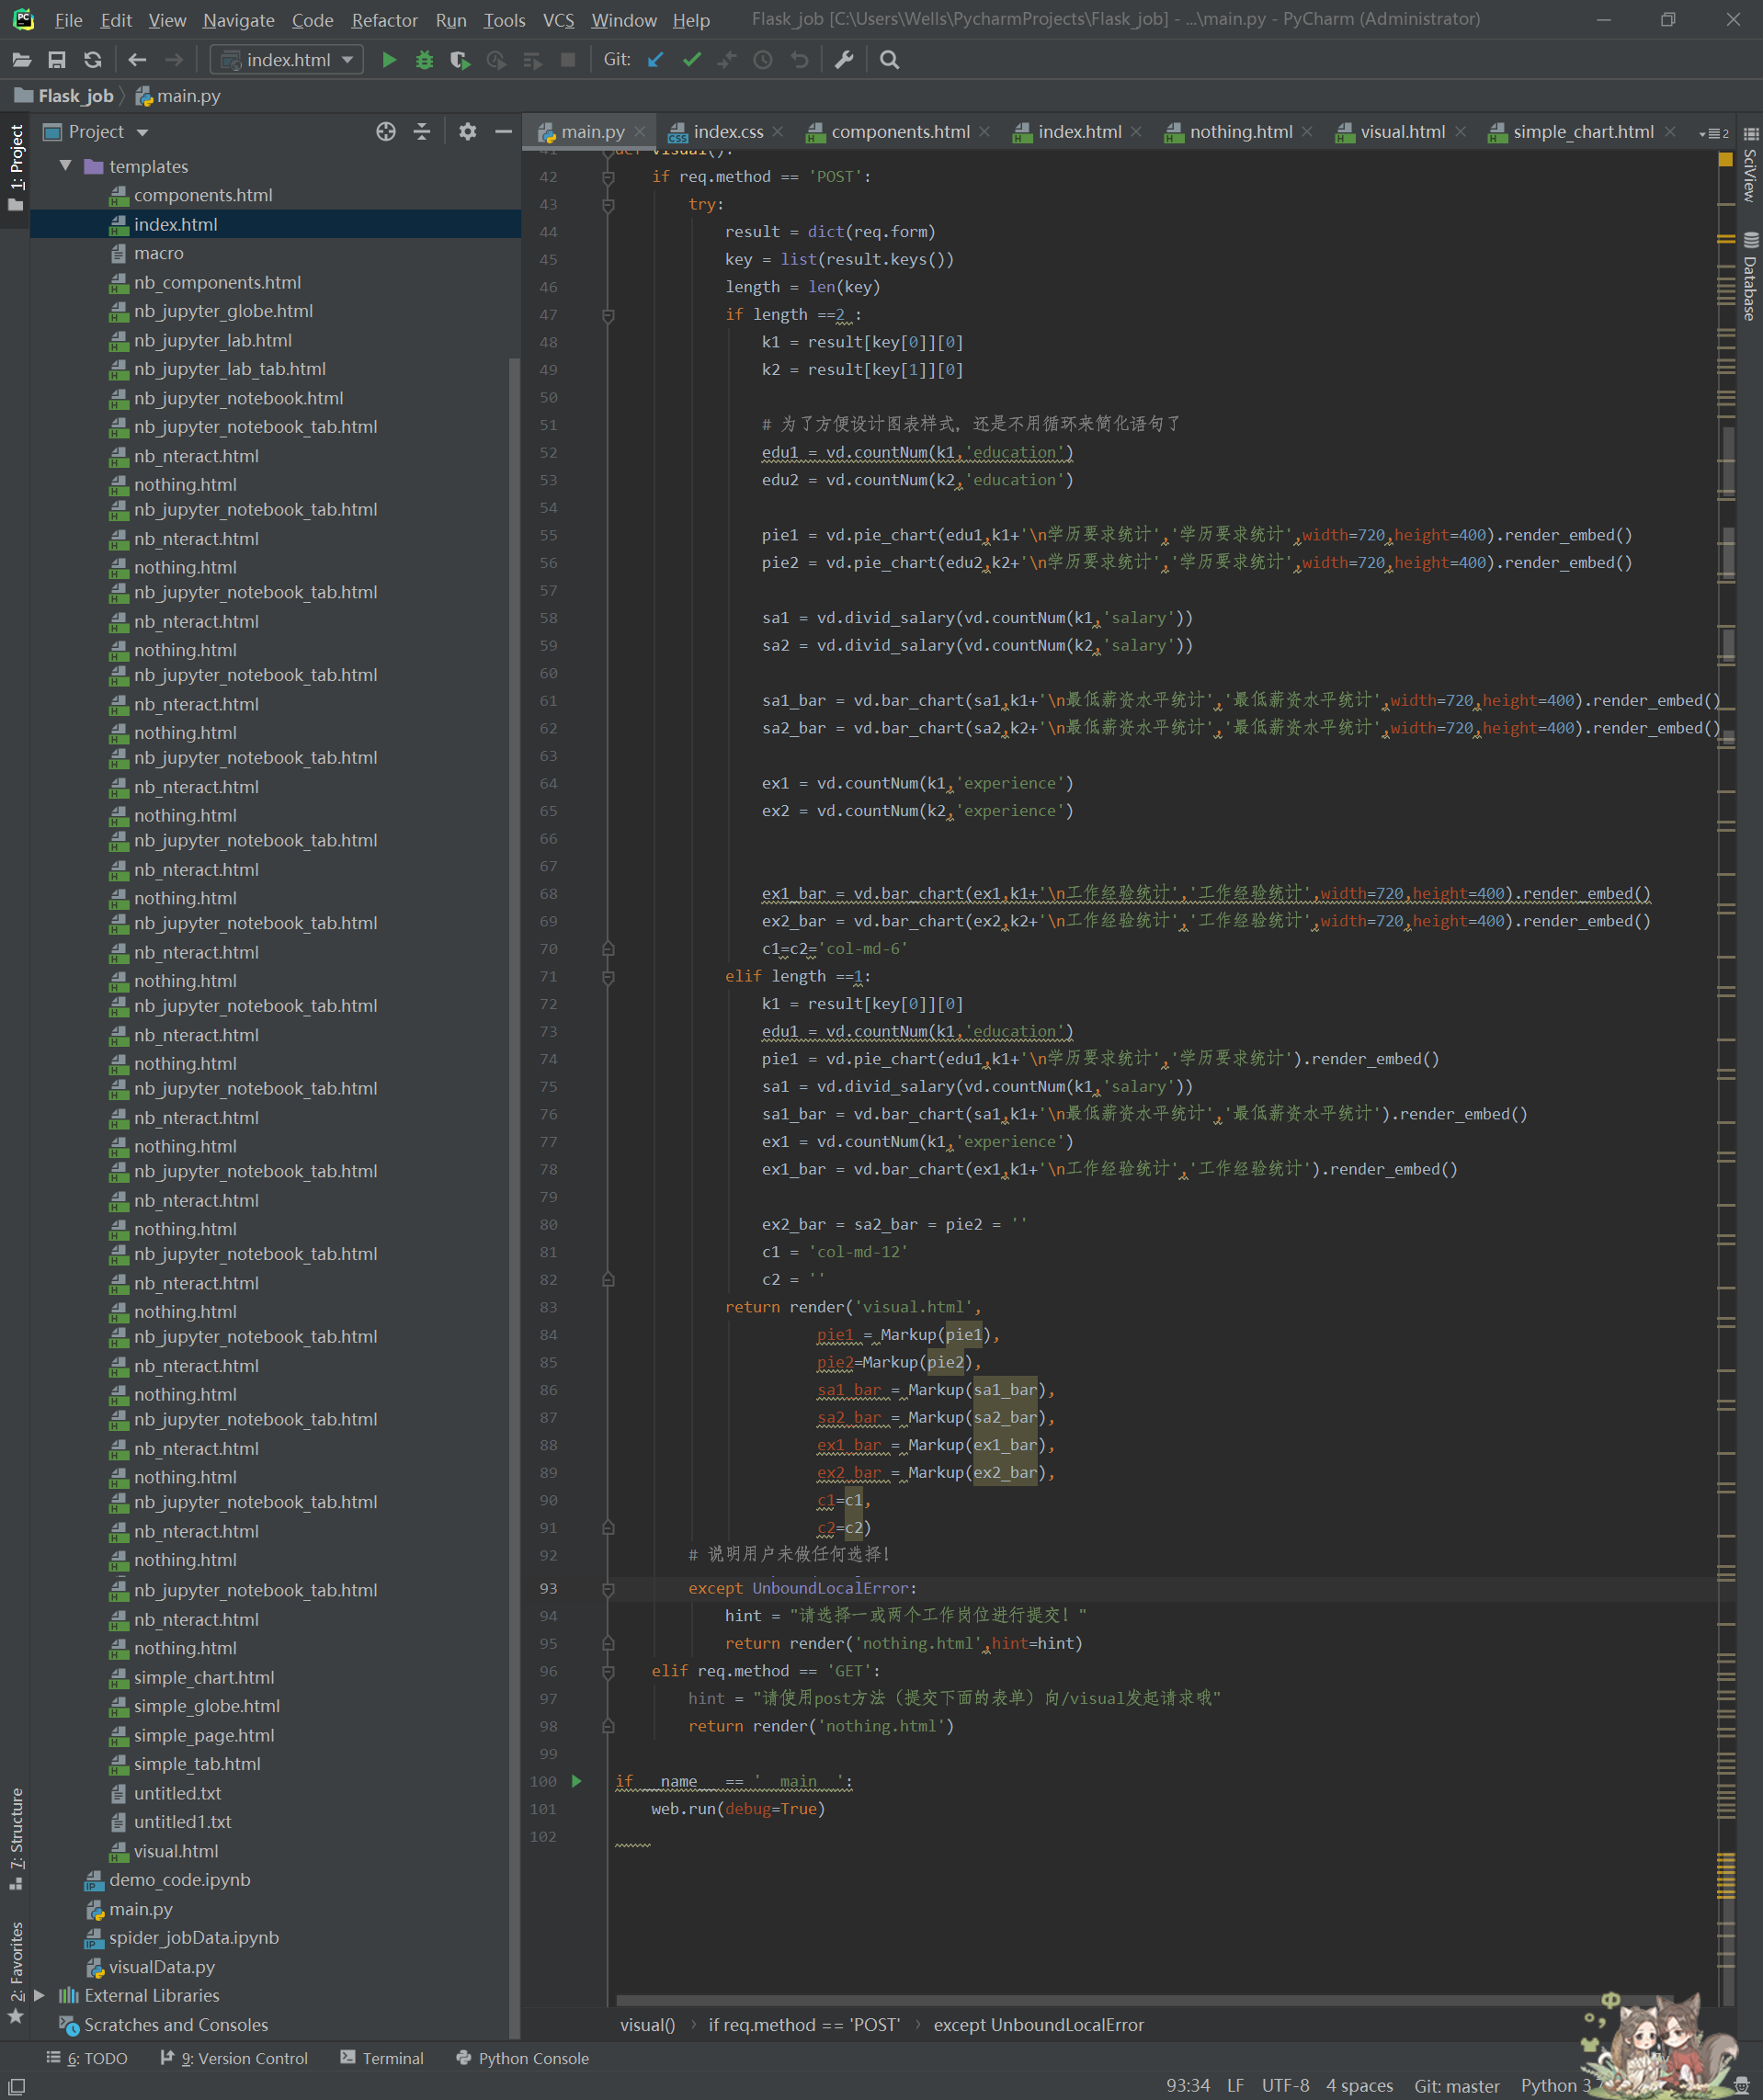 File Edit View Navigate Code Refactor Run Tools VCS Window Help Flask_job [C:\Users\Wells\PycharmProjects\Flask_job] - ...\main.py - PyCharm (Administrator)
index.html Git:
Flask_job main.py
Project
main.py index.css components.html index.html nothing.html visual.html simple_chart.html 2
1: Project
7: Structure
2: Favorites
SciView
Database
templates
components.html
index.html
macro
nb_components.html
nb_jupyter_globe.html
nb_jupyter_lab.html
nb_jupyter_lab_tab.html
nb_jupyter_notebook.html
nb_jupyter_notebook_tab.html
nb_nteract.html
nothing.html
nb_jupyter_notebook_tab.html
nb_nteract.html
nothing.html
nb_jupyter_notebook_tab.html
nb_nteract.html
nothing.html
nb_jupyter_notebook_tab.html
nb_nteract.html
nothing.html
nb_jupyter_notebook_tab.html
nb_nteract.html
nothing.html
nb_jupyter_notebook_tab.html
nb_nteract.html
nothing.html
nb_jupyter_notebook_tab.html
nb_nteract.html
nothing.html
nb_jupyter_notebook_tab.html
nb_nteract.html
nothing.html
nb_jupyter_notebook_tab.html
nb_nteract.html
nothing.html
nb_jupyter_notebook_tab.html
nb_nteract.html
nothing.html
nb_jupyter_notebook_tab.html
nb_nteract.html
nothing.html
nb_jupyter_notebook_tab.html
nb_nteract.html
nothing.html
nb_jupyter_notebook_tab.html
nb_nteract.html
nothing.html
nb_jupyter_notebook_tab.html
nb_nteract.html
nothing.html
nb_jupyter_notebook_tab.html
nb_nteract.html
nothing.html
simple_chart.html
simple_globe.html
simple_page.html
simple_tab.html
untitled.txt
untitled1.txt
visual.html
demo_code.ipynb
main.py
spider_jobData.ipynb
visualData.py
External Libraries
Scratches and Consoles
41 def visual():
42 if req.method == 'POST':
43 try:
44 result = dict(req.form)
45 key = list(result.keys())
46 length = len(key)
47 if length ==2 :
48 k1 = result[key[0]][0]
49 k2 = result[key[1]][0]
50
51 # 为了方便设计图表样式，还是不用循环来简化语句了
52 edu1 = vd.countNum(k1,'education')
53 edu2 = vd.countNum(k2,'education')
54
55 pie1 = vd.pie_chart(edu1,k1+'\n学历要求统计','学历要求统计',width=720,height=400).render_embed()
56 pie2 = vd.pie_chart(edu2,k2+'\n学历要求统计','学历要求统计',width=720,height=400).render_embed()
57
58 sa1 = vd.divid_salary(vd.countNum(k1,'salary'))
59 sa2 = vd.divid_salary(vd.countNum(k2,'salary'))
60
61 sa1_bar = vd.bar_chart(sa1,k1+'\n最低薪资水平统计','最低薪资水平统计',width=720,height=400).render_embed()
62 sa2_bar = vd.bar_chart(sa2,k2+'\n最低薪资水平统计','最低薪资水平统计',width=720,height=400).render_embed()
63
64 ex1 = vd.countNum(k1,'experience')
65 ex2 = vd.countNum(k2,'experience')
66
67
68 ex1_bar = vd.bar_chart(ex1,k1+'\n工作经验统计','工作经验统计',width=720,height=400).render_embed()
69 ex2_bar = vd.bar_chart(ex2,k2+'\n工作经验统计','工作经验统计',width=720,height=400).render_embed()
70 c1=c2='col-md-6'
71 elif length ==1:
72 k1 = result[key[0]][0]
73 edu1 = vd.countNum(k1,'education')
74 pie1 = vd.pie_chart(edu1,k1+'\n学历要求统计','学历要求统计').render_embed()
75 sa1 = vd.divid_salary(vd.countNum(k1,'salary'))
76 sa1_bar = vd.bar_chart(sa1,k1+'\n最低薪资水平统计','最低薪资水平统计').render_embed()
77 ex1 = vd.countNum(k1,'experience')
78 ex1_bar = vd.bar_chart(ex1,k1+'\n工作经验统计','工作经验统计').render_embed()
79
80 ex2_bar = sa2_bar = pie2 = ''
81 c1 = 'col-md-12'
82 c2 = ''
83 return render('visual.html',
84 pie1 = Markup(pie1),
85 pie2=Markup(pie2),
86 sa1_bar = Markup(sa1_bar),
87 sa2_bar = Markup(sa2_bar),
88 ex1_bar = Markup(ex1_bar),
89 ex2_bar = Markup(ex2_bar),
90 c1=c1,
91 c2=c2)
92 # 说明用户未做任何选择！
93 except UnboundLocalError:
94 hint = "请选择一或两个工作岗位进行提交！"
95 return render('nothing.html',hint=hint)
96 elif req.method == 'GET':
97 hint = "请使用post方法（提交下面的表单）向/visual发起请求哦"
98 return render('nothing.html')
99
100 if __name__ == '__main__':
101 web.run(debug=True)
102
visual() › if req.method == 'POST' › except UnboundLocalError
6: TODO 9: Version Control Terminal Python Console
93:34 LF UTF-8 4 spaces Git: master Python 3